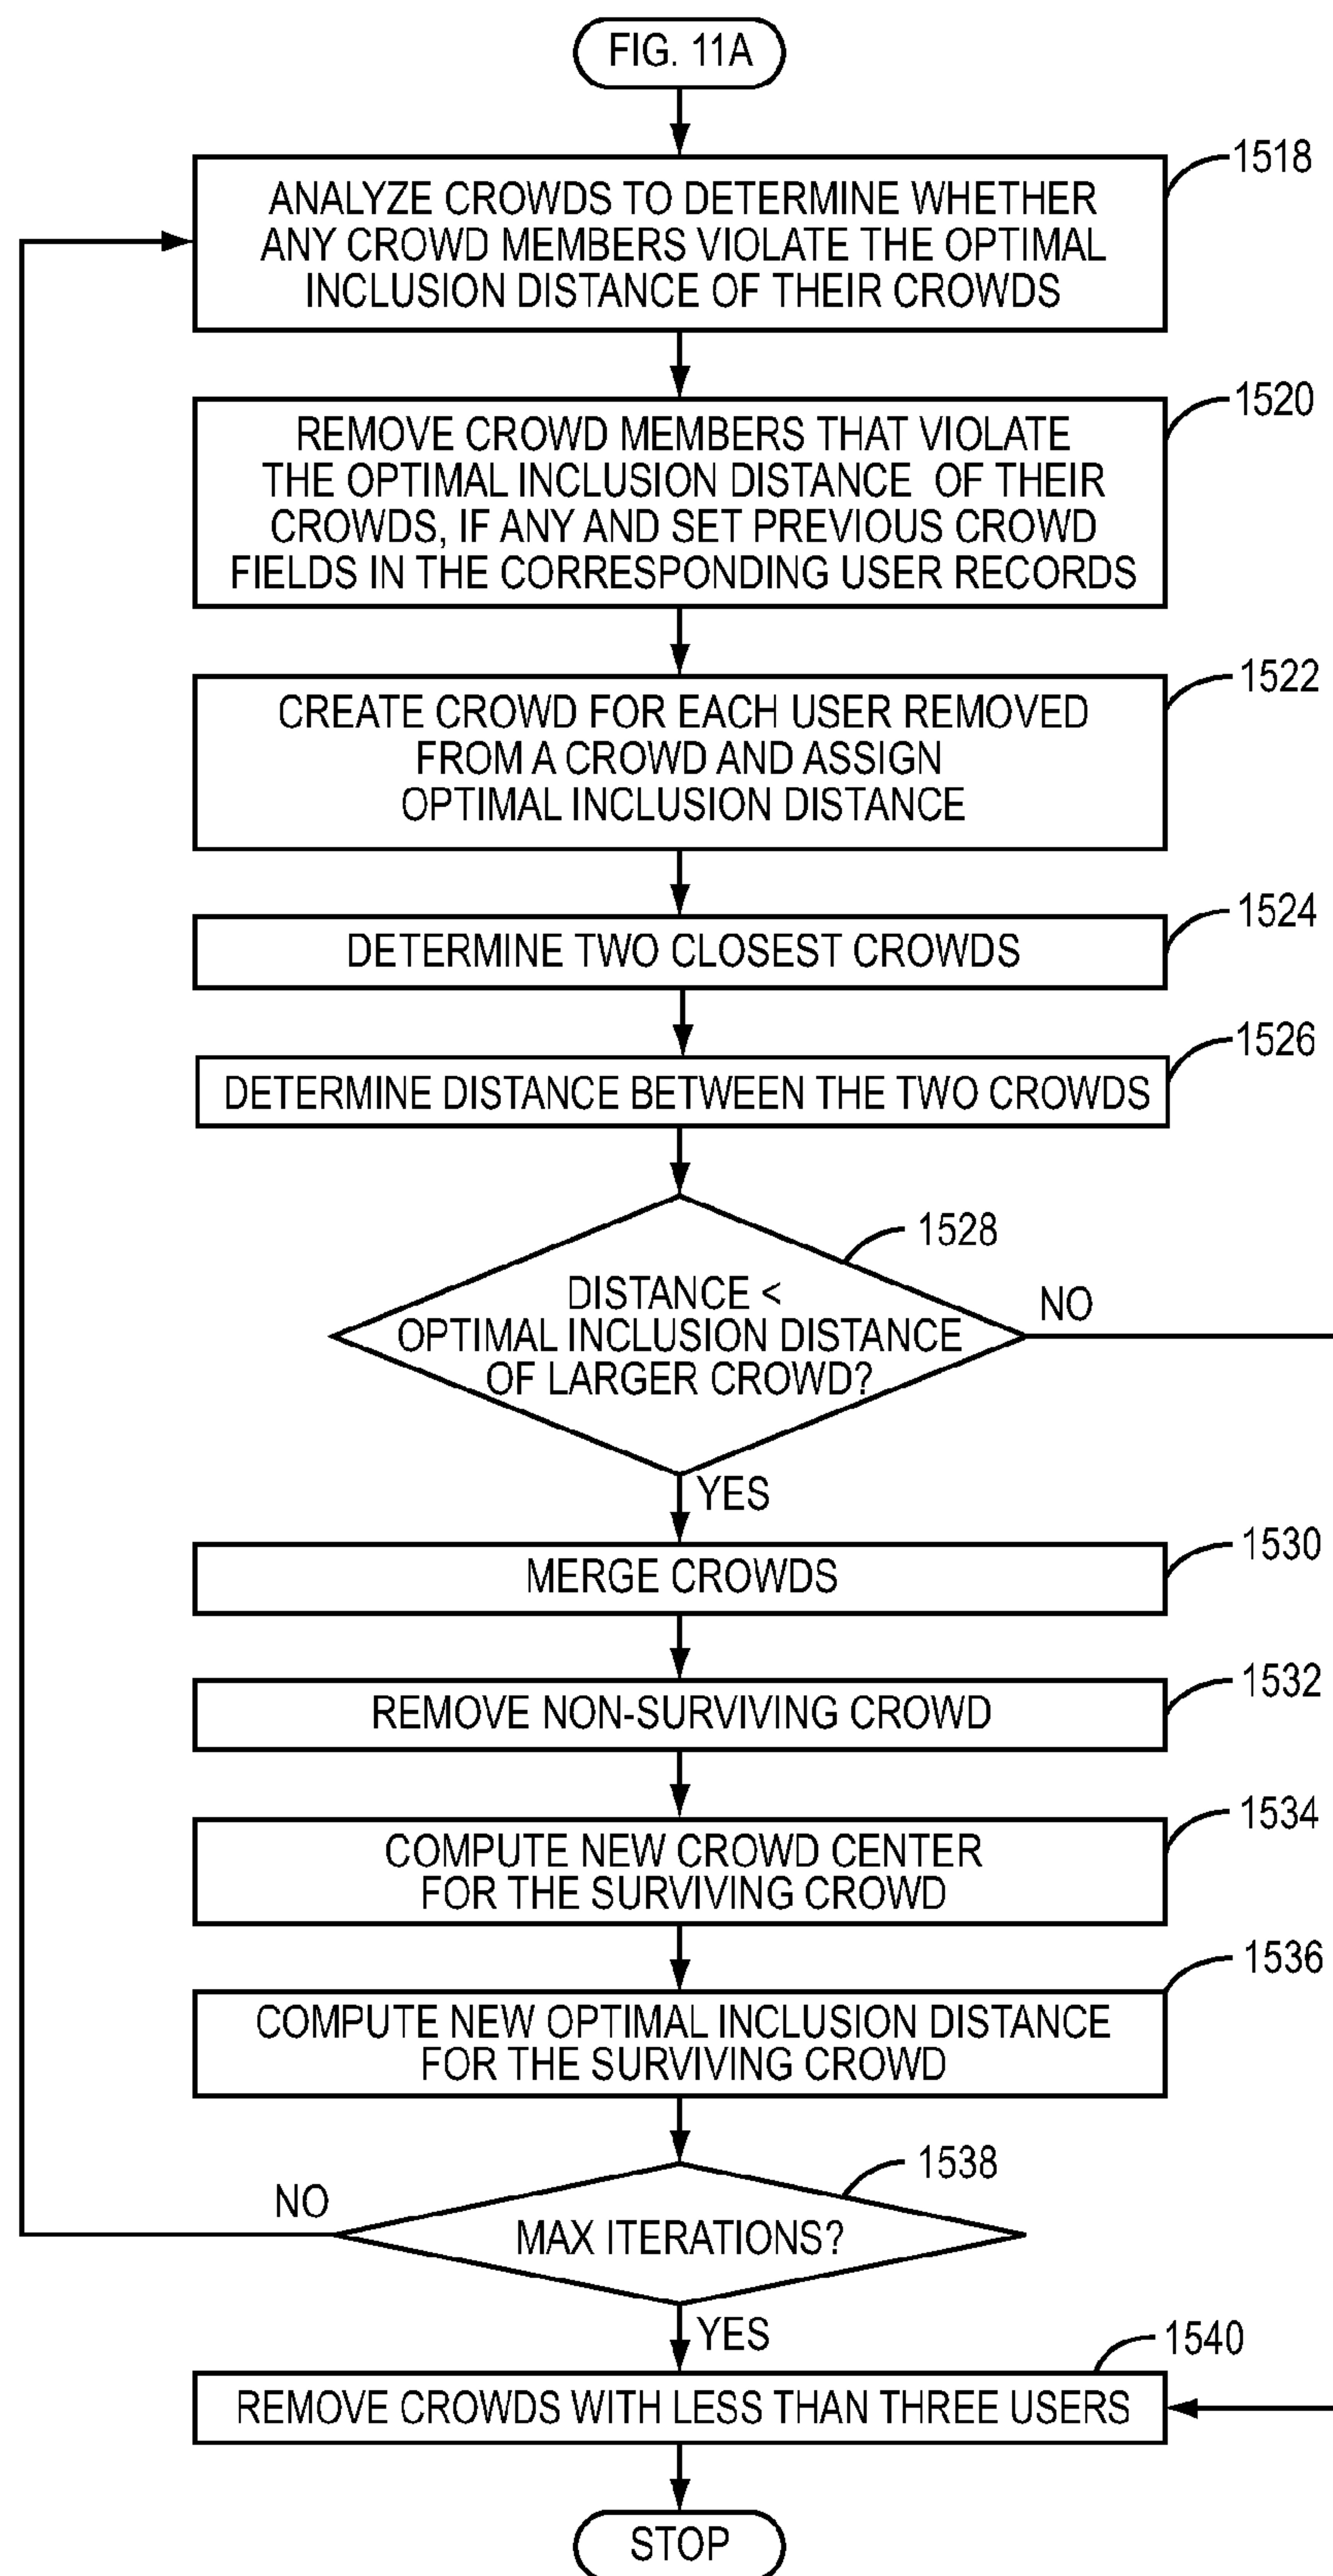 FIG. 11A
1518
ANALYZE CROWDS TO DETERMINE WHETHER
ANY CROWD MEMBERS VIOLATE THE OPTIMAL
INCLUSION DISTANCE OF THEIR CROWDS
1520
REMOVE CROWD MEMBERS THAT VIOLATE
THE OPTIMAL INCLUSION DISTANCE OF THEIR
CROWDS, IF ANY AND SET PREVIOUS CROWD
FIELDS IN THE CORRESPONDING USER RECORDS
1522
CREATE CROWD FOR EACH USER REMOVED
FROM A CROWD AND ASSIGN
OPTIMAL INCLUSION DISTANCE
1524
DETERMINE TWO CLOSEST CROWDS
1526
DETERMINE DISTANCE BETWEEN THE TWO CROWDS
1528
DISTANCE <
OPTIMAL INCLUSION DISTANCE
OF LARGER CROWD?
NO
YES
1530
MERGE CROWDS
1532
REMOVE NON-SURVIVING CROWD
1534
COMPUTE NEW CROWD CENTER
FOR THE SURVIVING CROWD
1536
COMPUTE NEW OPTIMAL INCLUSION DISTANCE
FOR THE SURVIVING CROWD
1538
NO
MAX ITERATIONS?
YES
1540
REMOVE CROWDS WITH LESS THAN THREE USERS
STOP